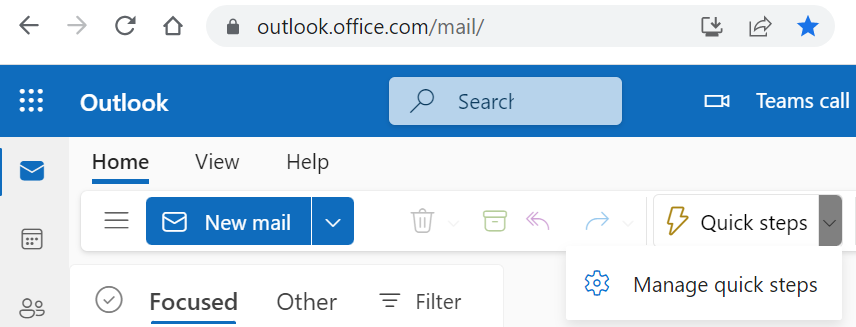 outlook.office.com/mail/
Outlook
Search
Teams call
Home View Help
New mail
Quick steps
Manage quick steps
Focused Other Filter